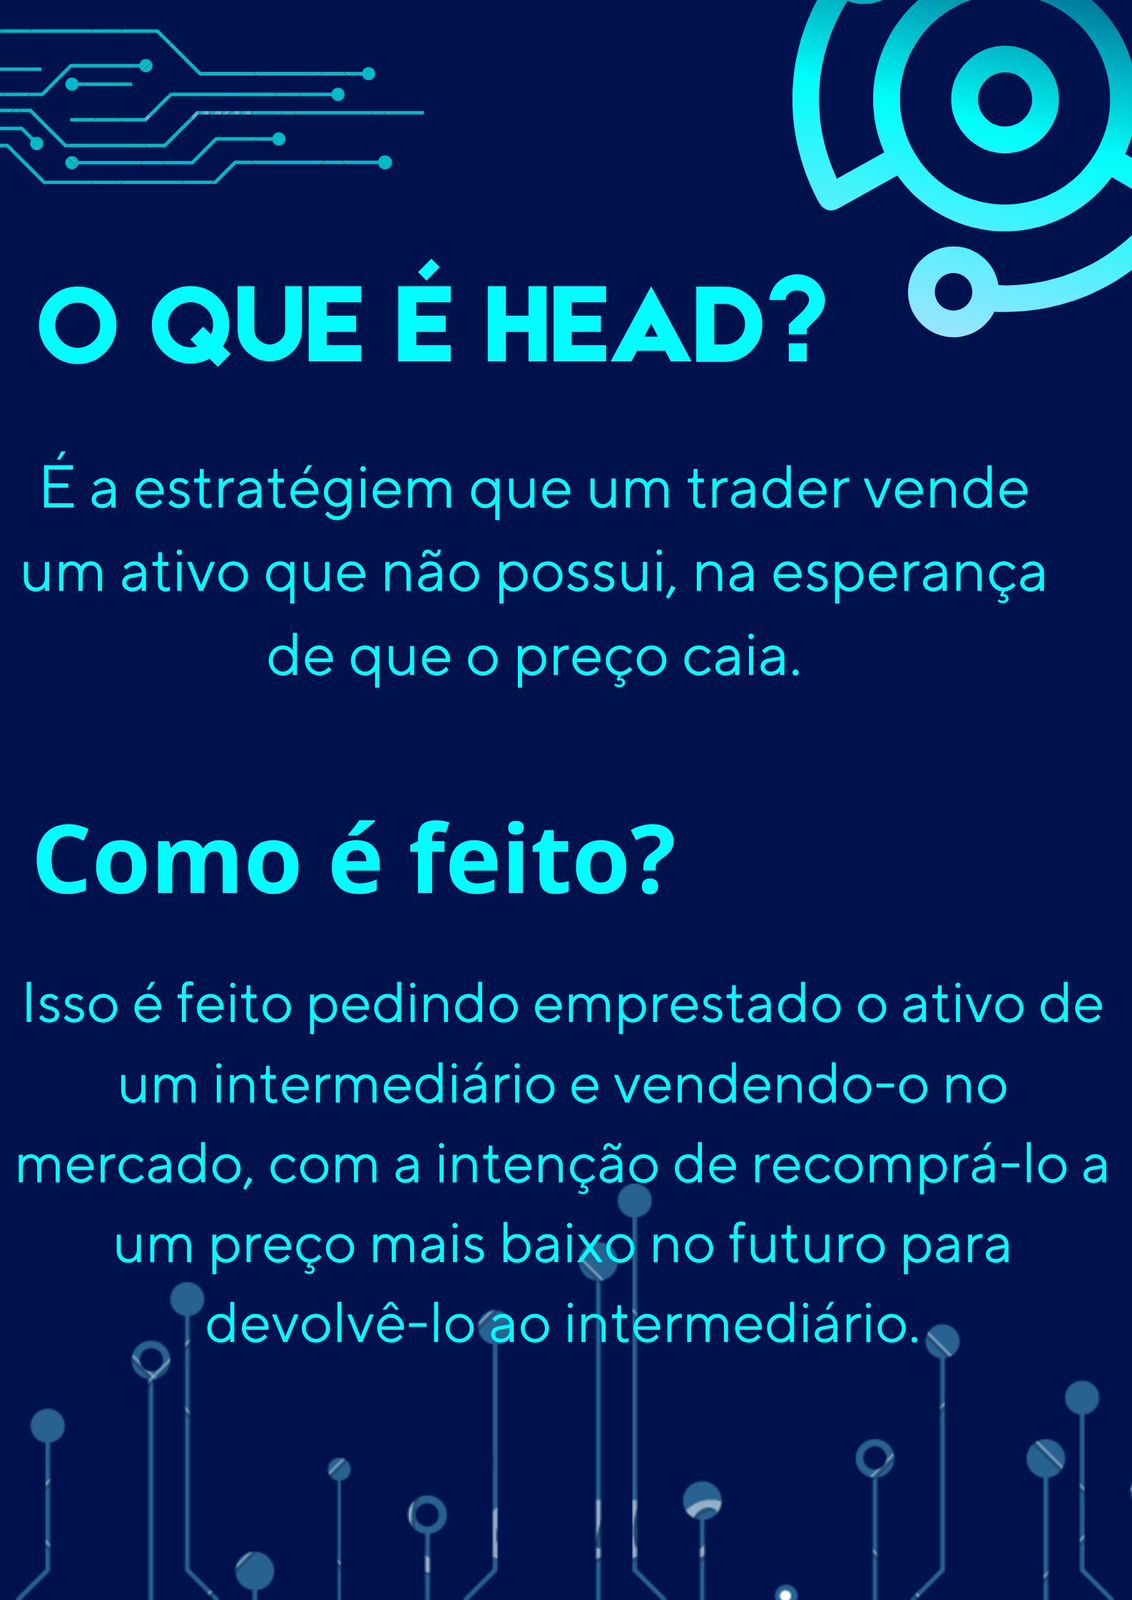 O QUE É HEAD?
É a estratégiem que um trader vende
um ativo que não possui, na esperança
de que o preço caia.
Como é feito?
Isso é feito pedindo emprestado o ativo de
um intermediário e vendendo-o no
mercado, com a intenção de recomprá-lo a
um preço mais baixo no futuro para
devolvê-lo ao intermediário.